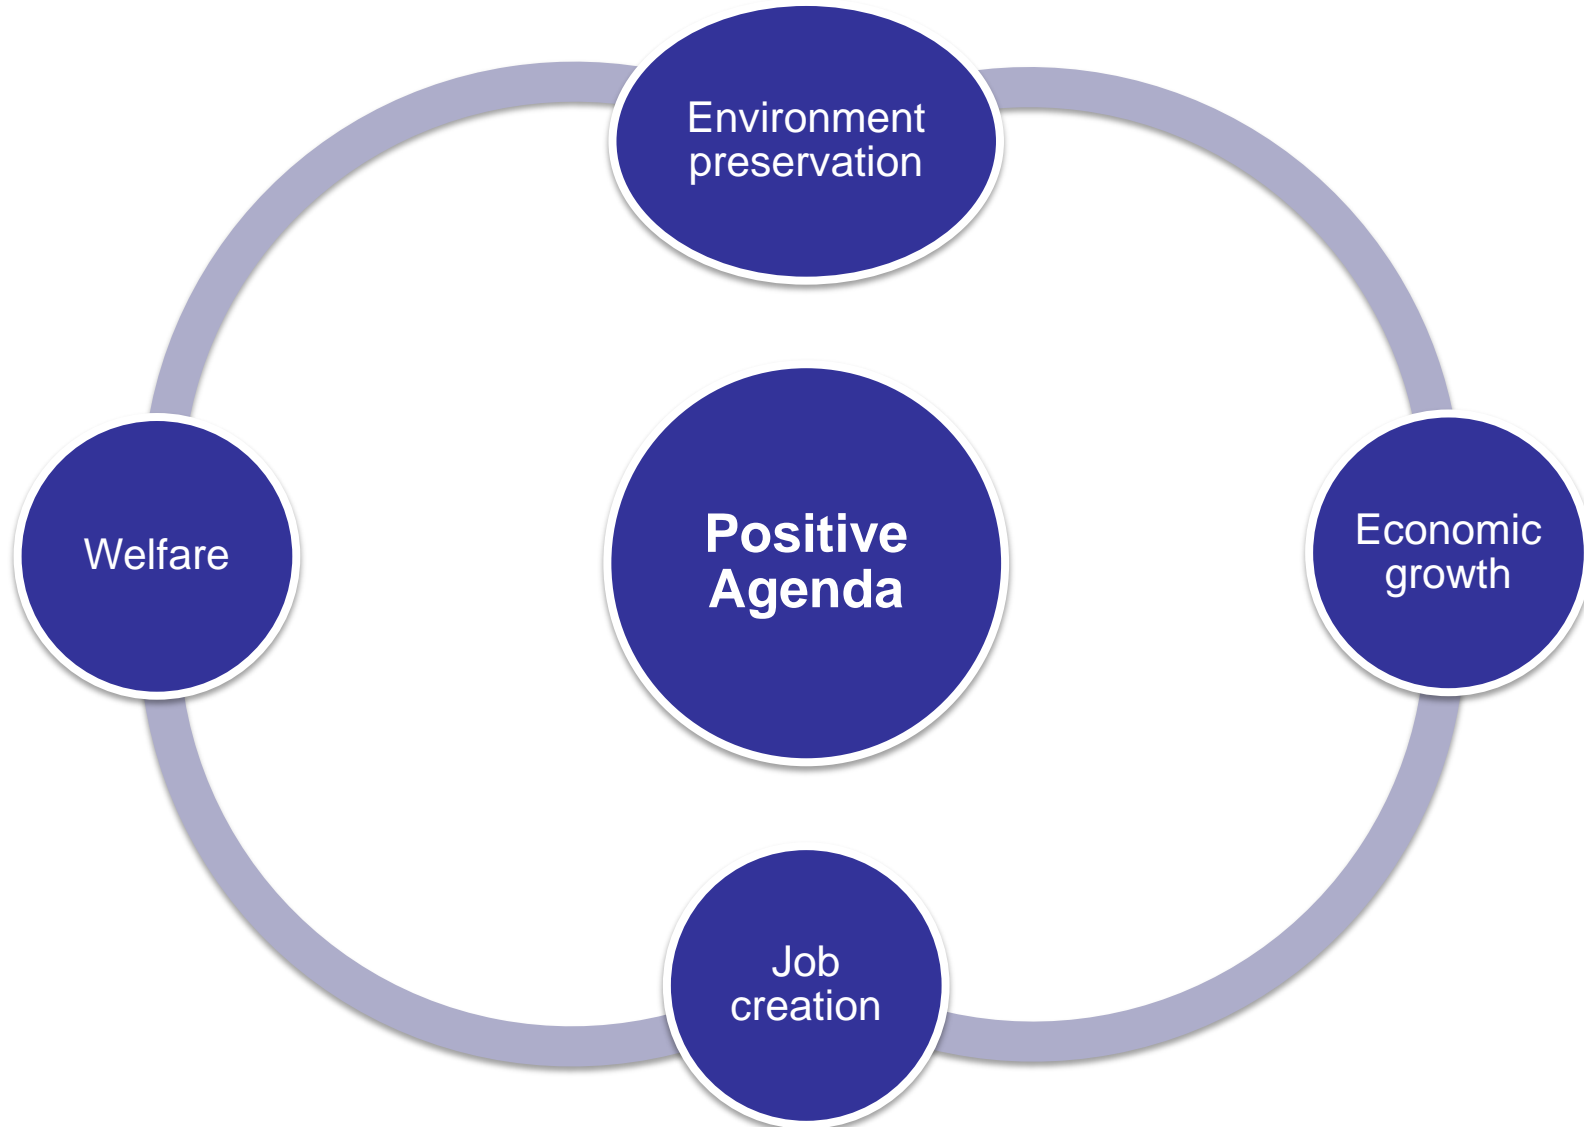 Environment
preservation
Welfare
Positive
Agenda
Economic
growth
Job
creation